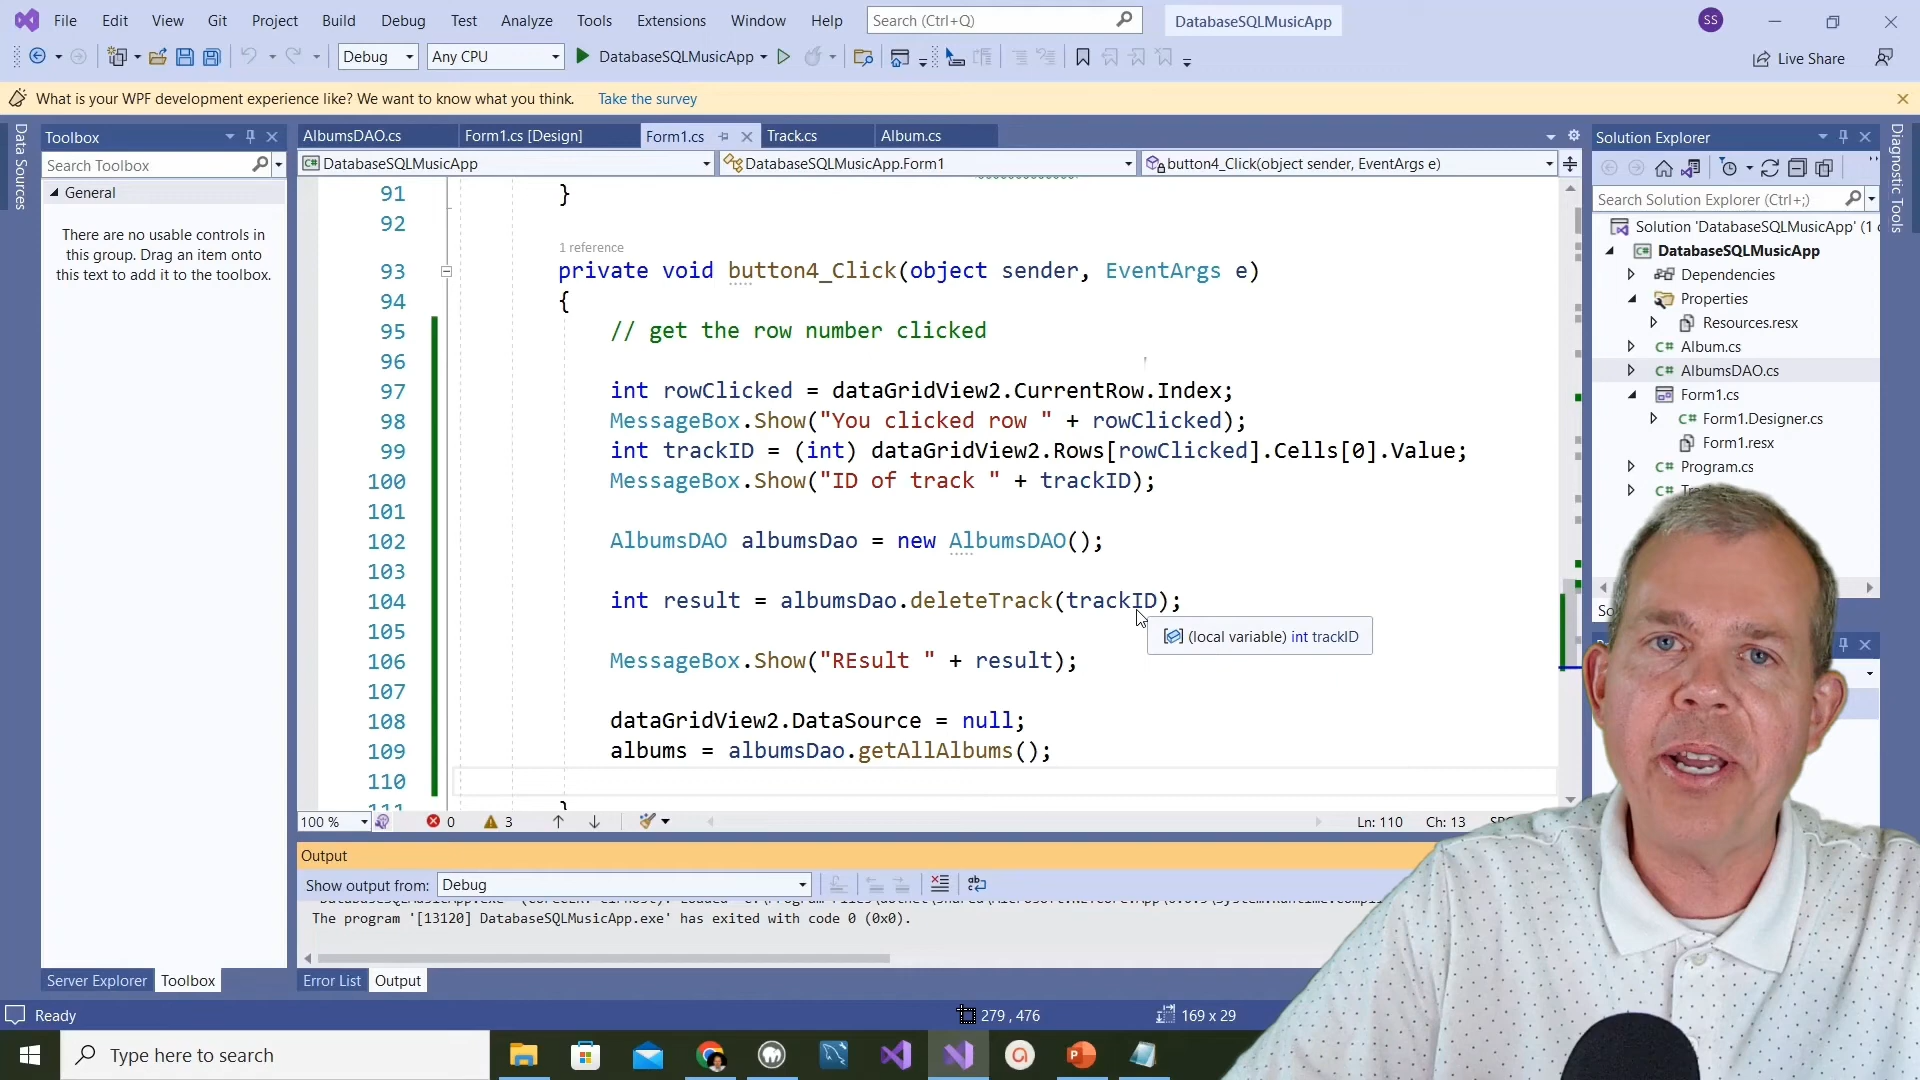 File Edit View Git Project Build Debug Test Analyze Tools Extensions Window Help Search (Ctrl+Q) DatabaseSQLMusicApp SS
Debug Any CPU DatabaseSQLMusicApp Live Share
What is your WPF development experience like? We want to know what you think. Take the survey
Data Sources
Toolbox
Search Toolbox
General
There are no usable controls in
this group. Drag an item onto
this text to add it to the toolbox.
Server Explorer Toolbox
AlbumsDAO.cs Form1.cs [Design] Form1.cs Track.cs Album.cs
DatabaseSQLMusicApp DatabaseSQLMusicApp.Form1 button4_Click(object sender, EventArgs e)
91 }
92
1 reference
93 private void button4_Click(object sender, EventArgs e)
94 {
95 // get the row number clicked
96
97 int rowClicked = dataGridView2.CurrentRow.Index;
98 MessageBox.Show("You clicked row " + rowClicked);
99 int trackID = (int) dataGridView2.Rows[rowClicked].Cells[0].Value;
100 MessageBox.Show("ID of track " + trackID);
101
102 AlbumsDAO albumsDao = new AlbumsDAO();
103
104 int result = albumsDao.deleteTrack(trackID);
(local variable) int trackID
105
106 MessageBox.Show("REsult " + result);
107
108 dataGridView2.DataSource = null;
109 albums = albumsDao.getAllAlbums();
110
111 }
100 % 0 3 Ln: 110 Ch: 13
Output
Show output from: Debug
The program '[13120] DatabaseSQLMusicApp.exe' has exited with code 0 (0x0).
Error List Output
Solution Explorer
Search Solution Explorer (Ctrl+;)
Solution 'DatabaseSQLMusicApp' (1
DatabaseSQLMusicApp
Dependencies
Properties
Resources.resx
C# Album.cs
C# AlbumsDAO.cs
Form1.cs
C# Form1.Designer.cs
Form1.resx
C# Program.cs
C#
Diagnostic Tools
Ready 279 , 476 169 x 29
Type here to search